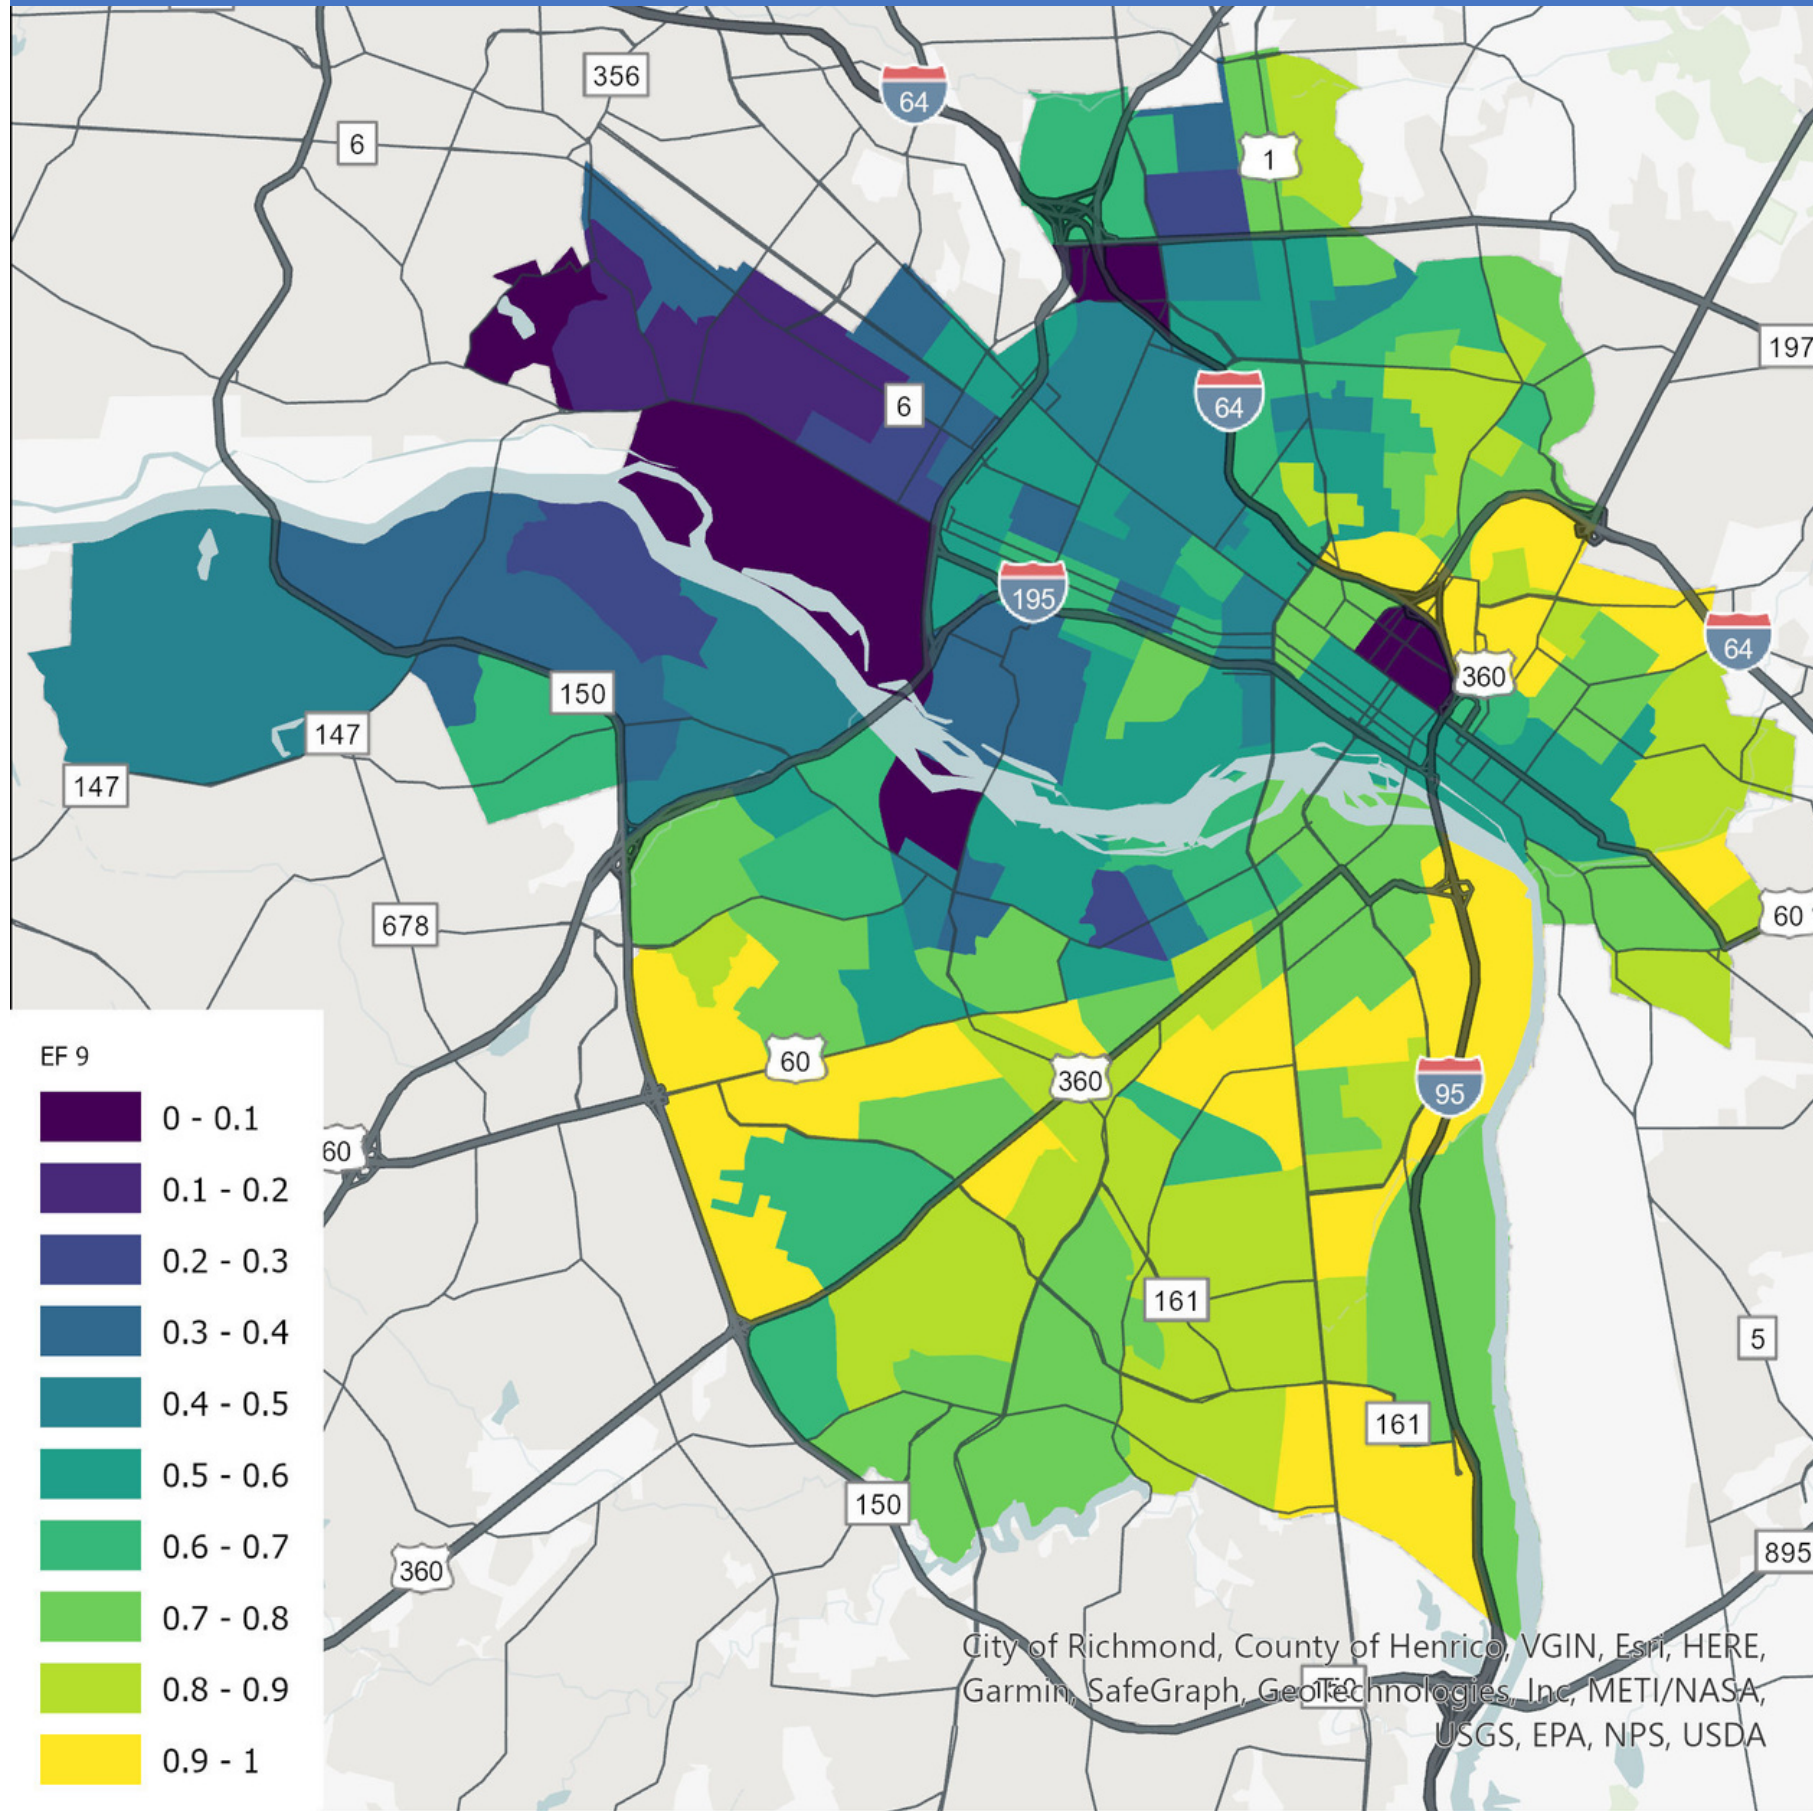 356
64
6
1
197
6
64
195
64
360
150
147
147
678
60
60
360
95
60
161
5
161
150
895
360
EF 9
0 - 0.1
0.1 - 0.2
0.2 - 0.3
0.3 - 0.4
0.4 - 0.5
0.5 - 0.6
0.6 - 0.7
0.7 - 0.8
0.8 - 0.9
0.9 - 1
City of Richmond, County of Henrico, VGIN, Esri, HERE,
Garmin, SafeGraph, GeoTechnologies, Inc, METI/NASA,
USGS, EPA, NPS, USDA